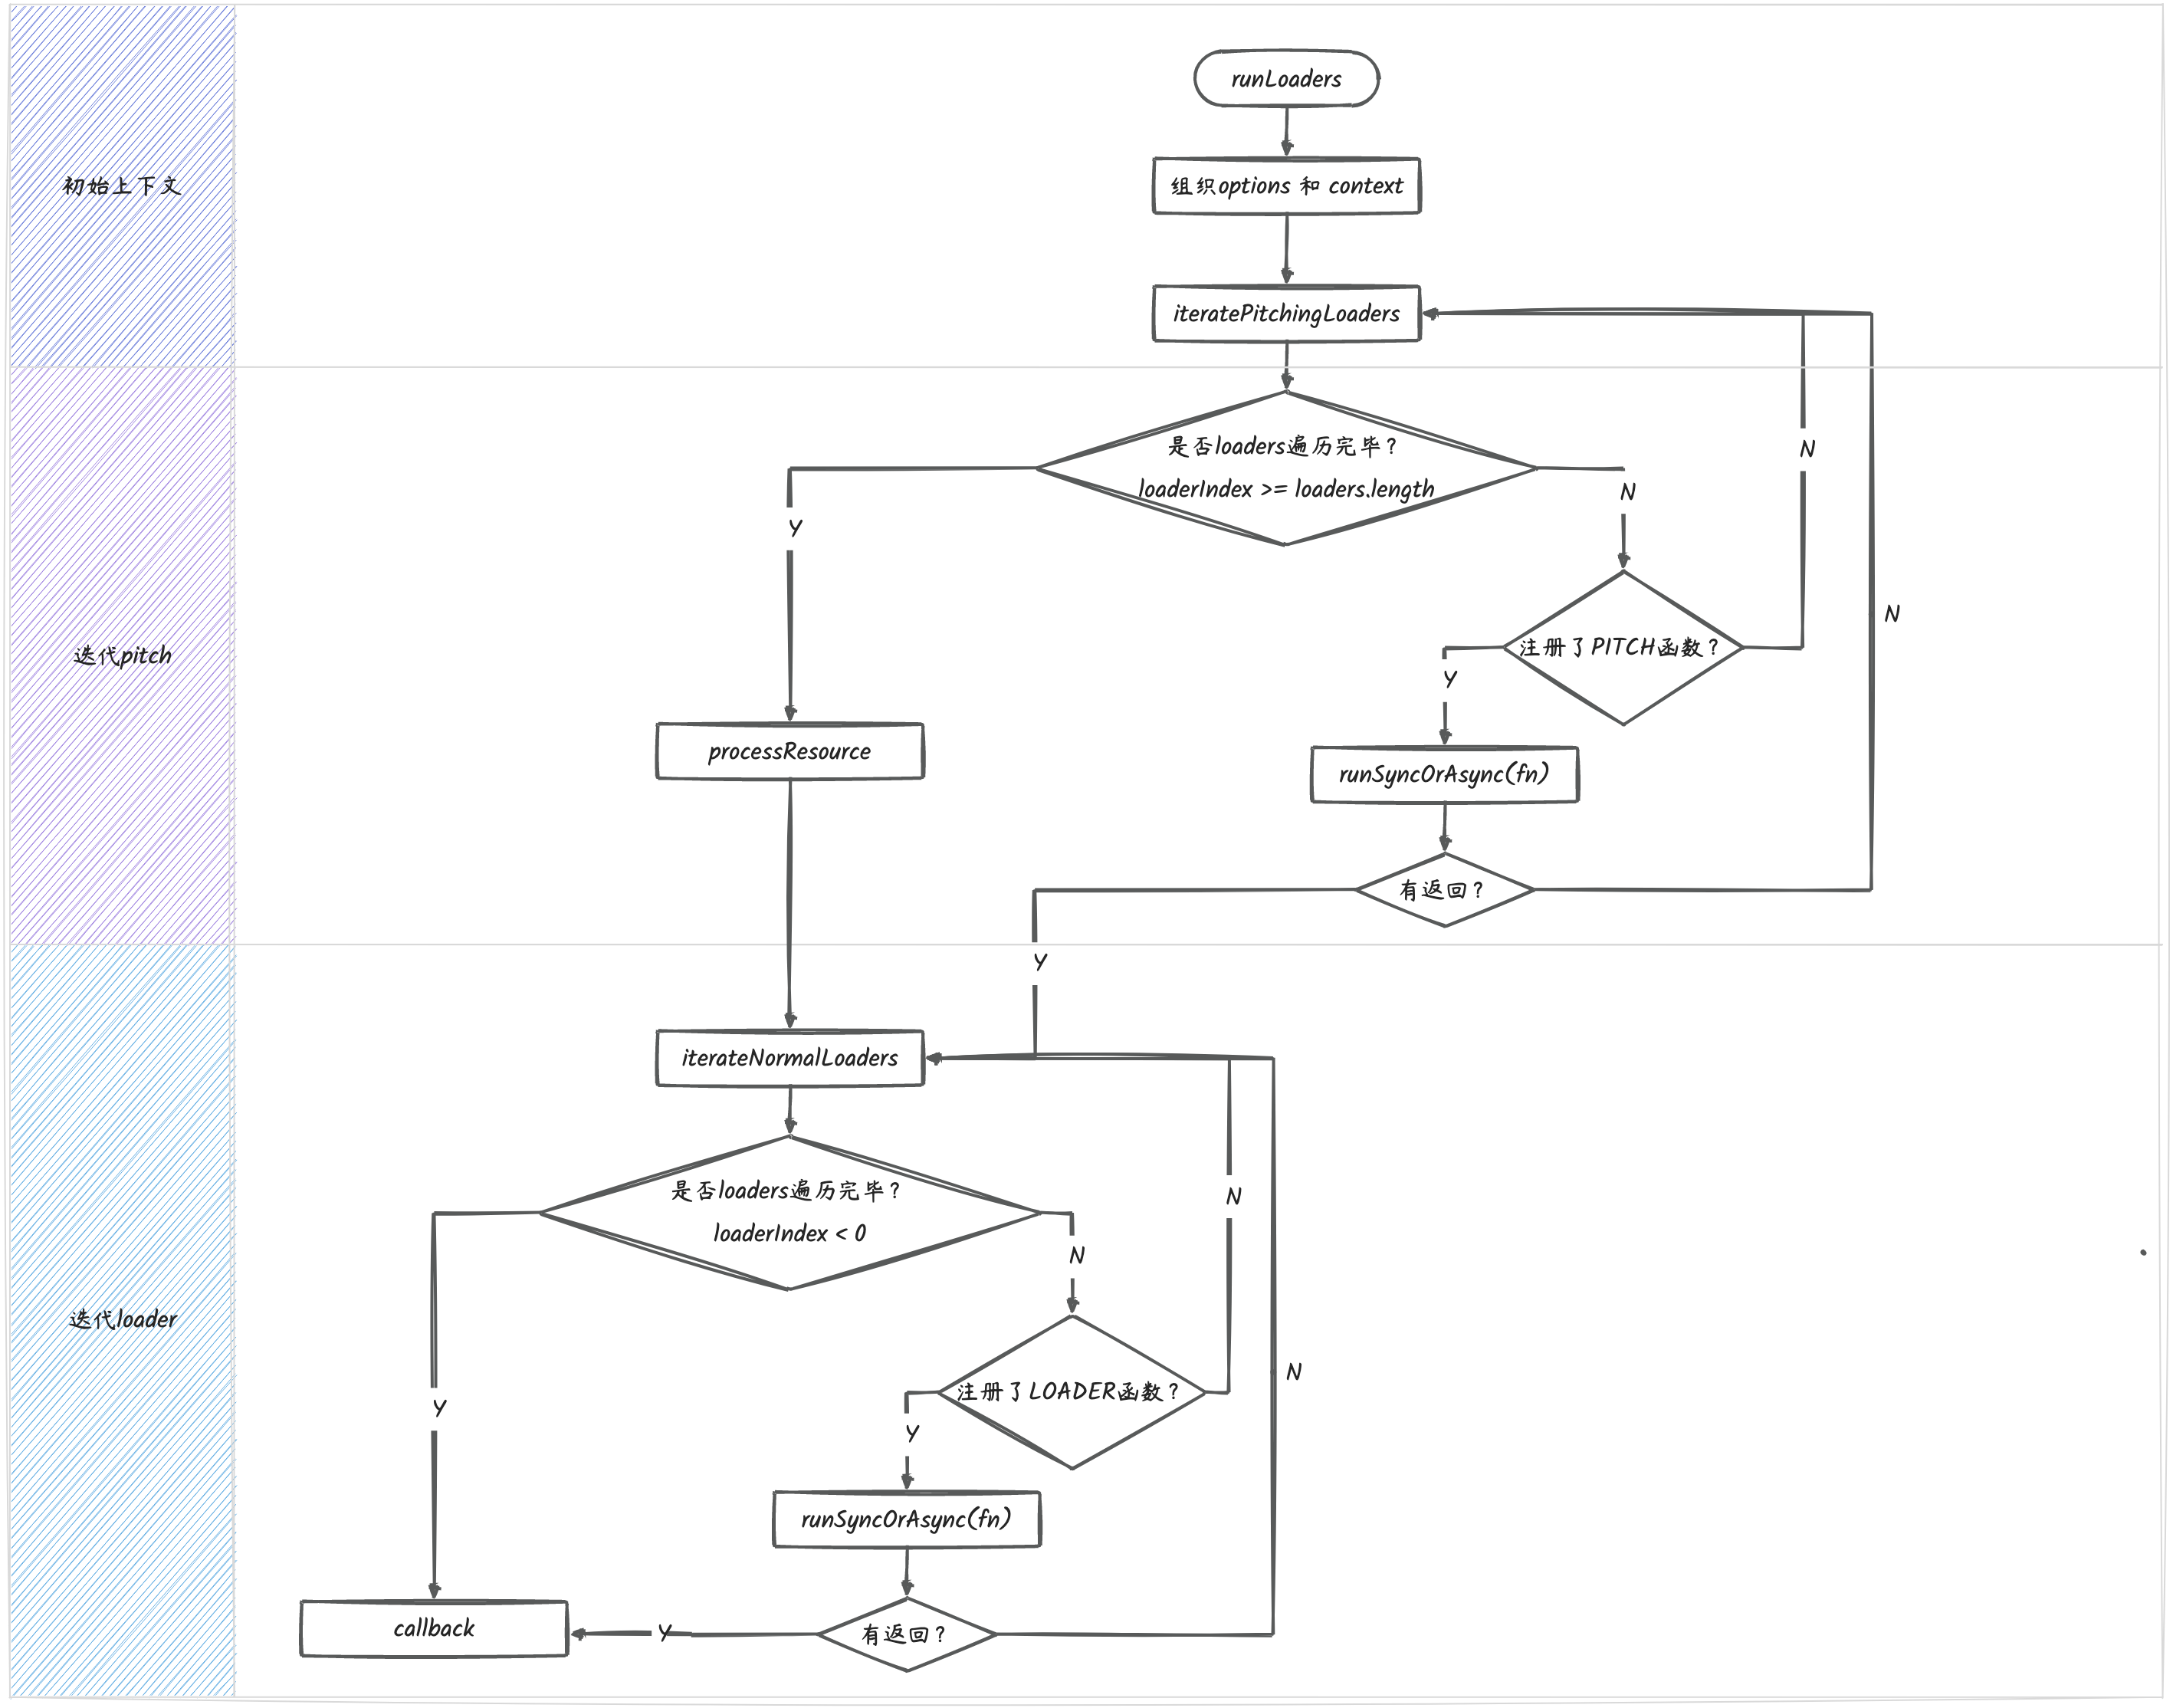 runLoaders
初始上下文
组织options 和 context
iteratePitchingLoaders
是否loaders遍历完毕？
loaderIndex >= loaders.length
N
N
Y
N
迭代pitch
注册了PITCH函数？
Y
processResource
runSyncOrAsync(fn)
有返回？
Y
iterateNormalLoaders
是否loaders遍历完毕？
loaderIndex < 0
N
N
迭代loader
N
注册了LOADER函数？
Y
Y
runSyncOrAsync(fn)
callback
Y
有返回？